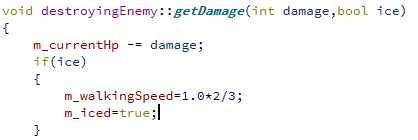 void destroyingEnemy::getDamage(int damage,bool ice)
{
    m_currentHp -= damage;
    if(ice)
    {
        m_walkingSpeed=1.0*2/3;
        m_iced=true;
    }